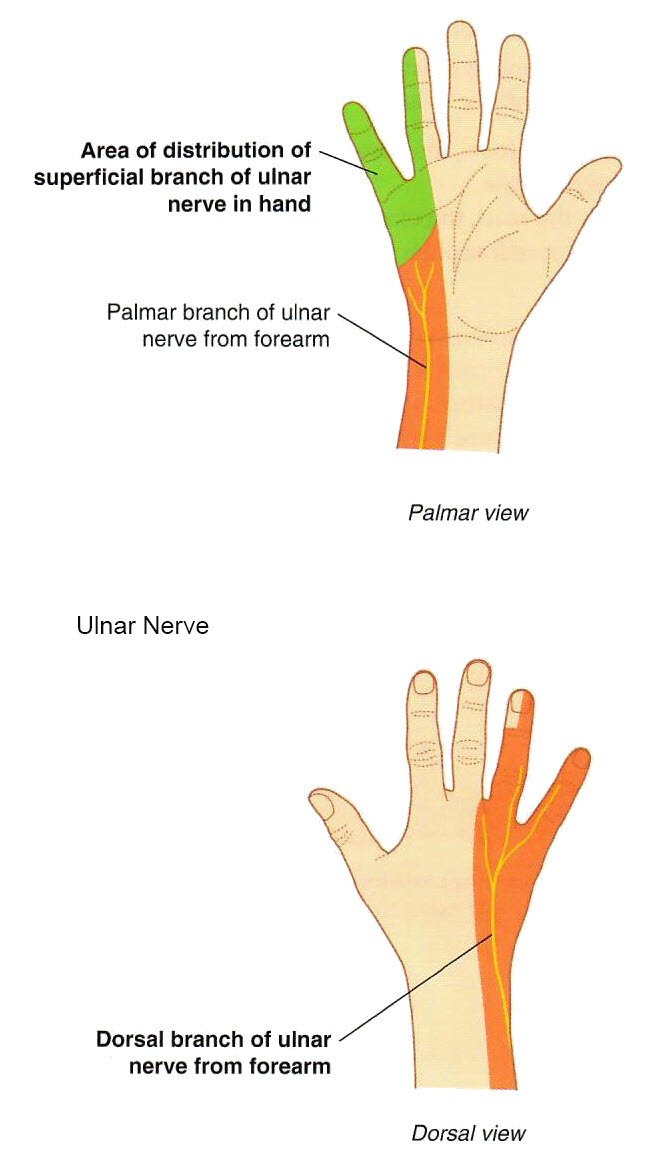 Area of distribution of
superficial branch of ulnar
nerve in hand
Palmar branch of ulnar
nerve from forearm
Palmar view
Ulnar Nerve
Dorsal branch of ulnar
nerve from forearm
Dorsal view